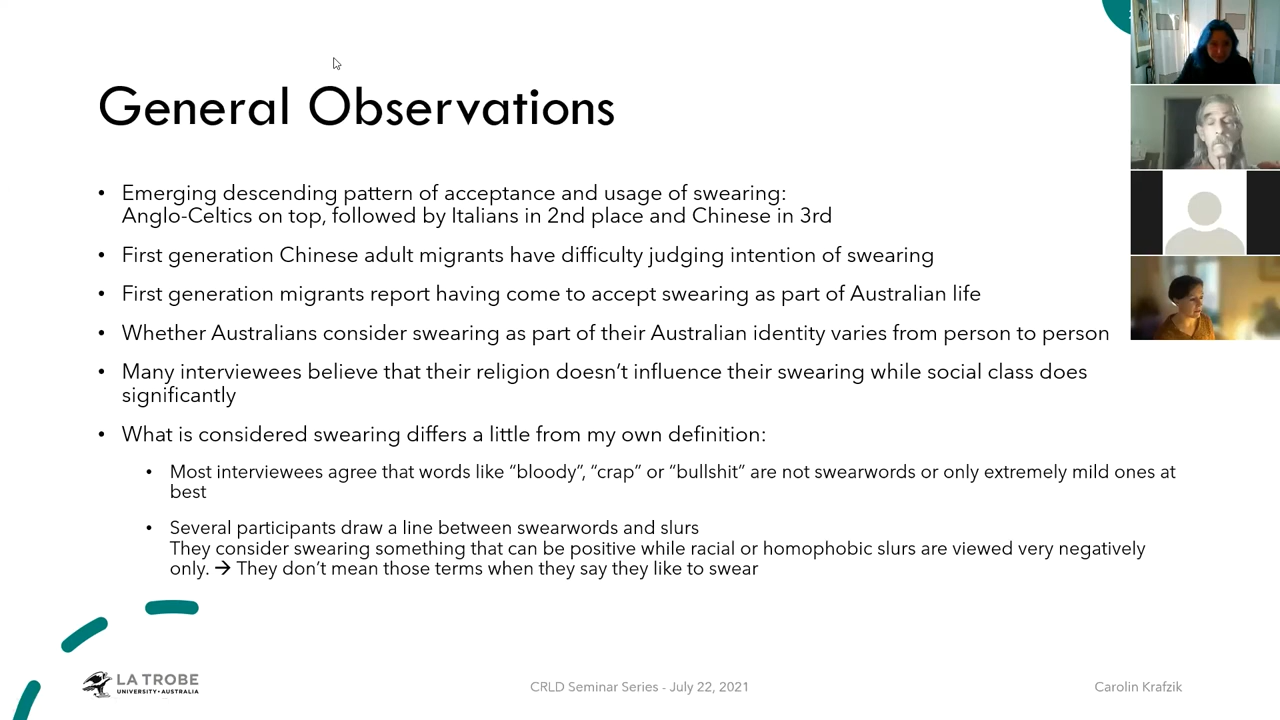 General Observations
• Emerging descending pattern of acceptance and usage of swearing:
Anglo-Celtics on top, followed by Italians in 2nd place and Chinese in 3rd
• First generation Chinese adult migrants have difficulty judging intention of swearing
• First generation migrants report having come to accept swearing as part of Australian life
• Whether Australians consider swearing as part of their Australian identity varies from person to person
• Many interviewees believe that their religion doesn’t influence their swearing while social class does
significantly
• What is considered swearing differs a little from my own definition:
• Most interviewees agree that words like “bloody”, “crap” or “bullshit” are not swearwords or only extremely mild ones at
best
• Several participants draw a line between swearwords and slurs
They consider swearing something that can be positive while racial or homophobic slurs are viewed very negatively
only. → They don’t mean those terms when they say they like to swear
LA TROBE
UNIVERSITY • AUSTRALIA
CRLD Seminar Series - July 22, 2021
Carolin Krafzik